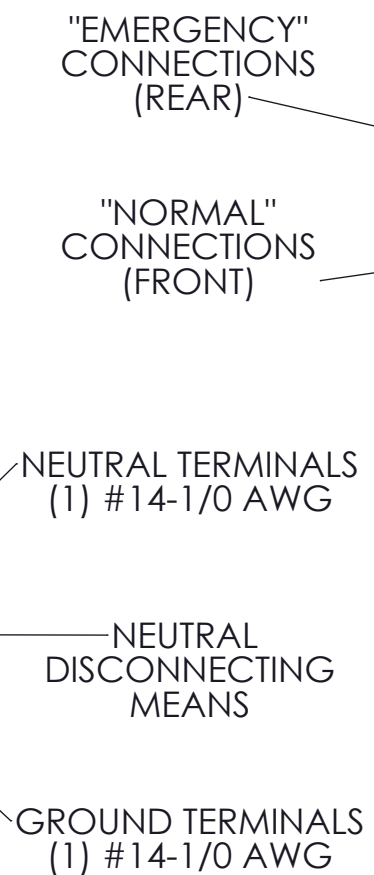 "EMERGENCY"
CONNECTIONS
(REAR)
"NORMAL"
CONNECTIONS
(FRONT)
NEUTRAL TERMINALS
(1) #14-1/0 AWG
NEUTRAL
DISCONNECTING
MEANS
GROUND TERMINALS
(1) #14-1/0 AWG